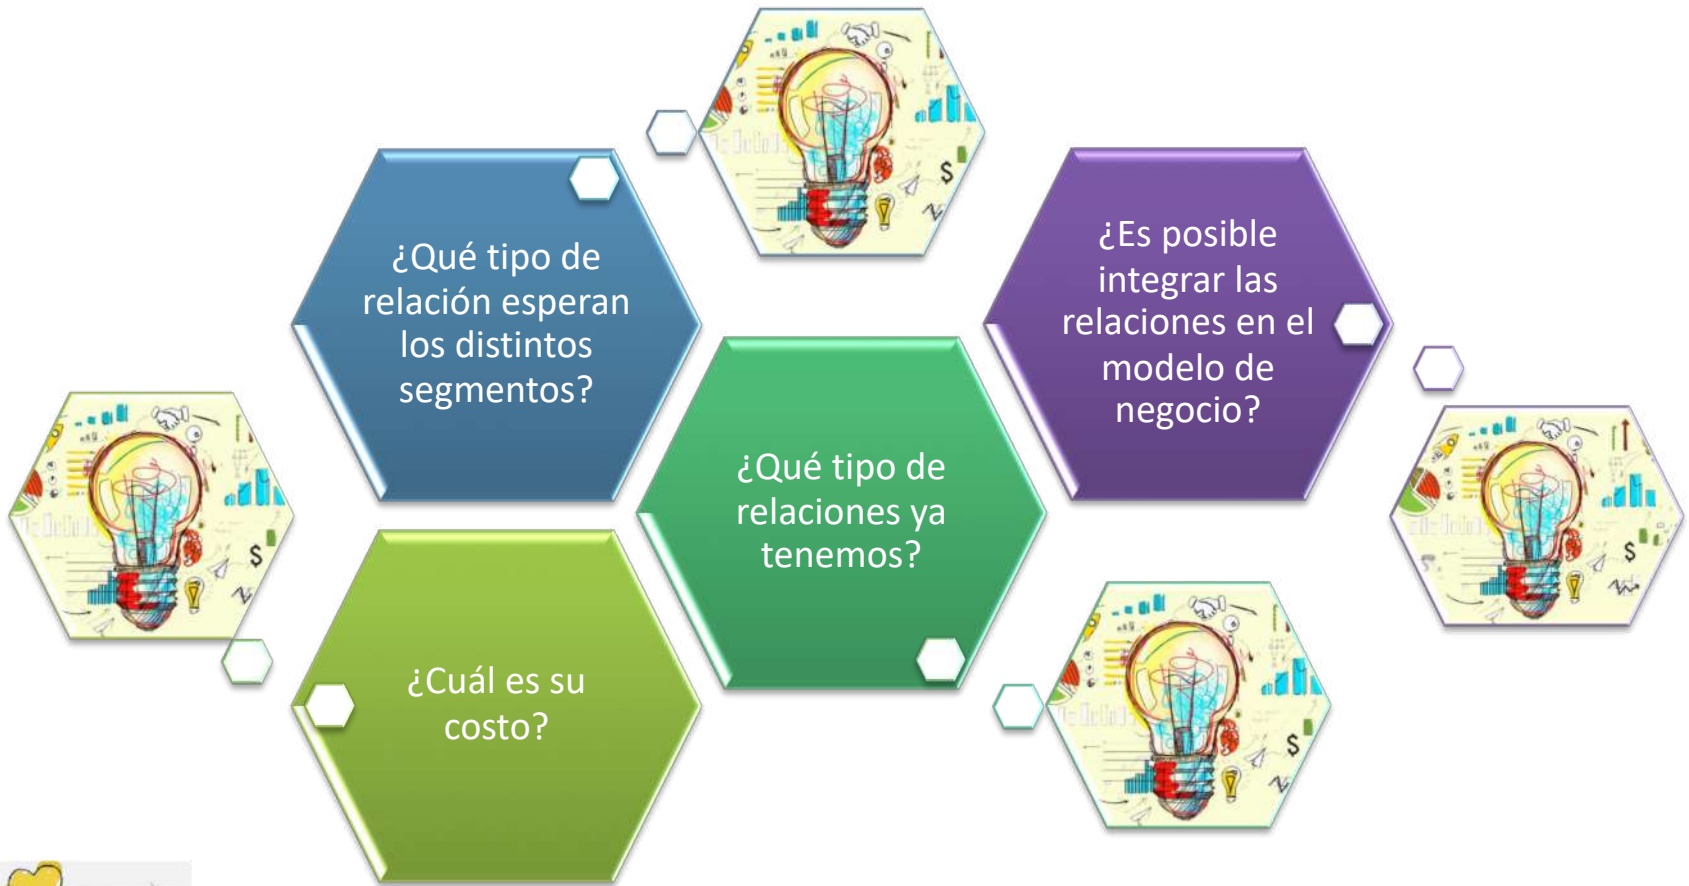 ¿Qué tipo de
relación esperan
los distintos
segmentos?
¿Es posible
integrar las
relaciones en el
modelo de
negocio?
¿Qué tipo de
relaciones ya
tenemos?
¿Cuál es su
costo?
$
$
$
$